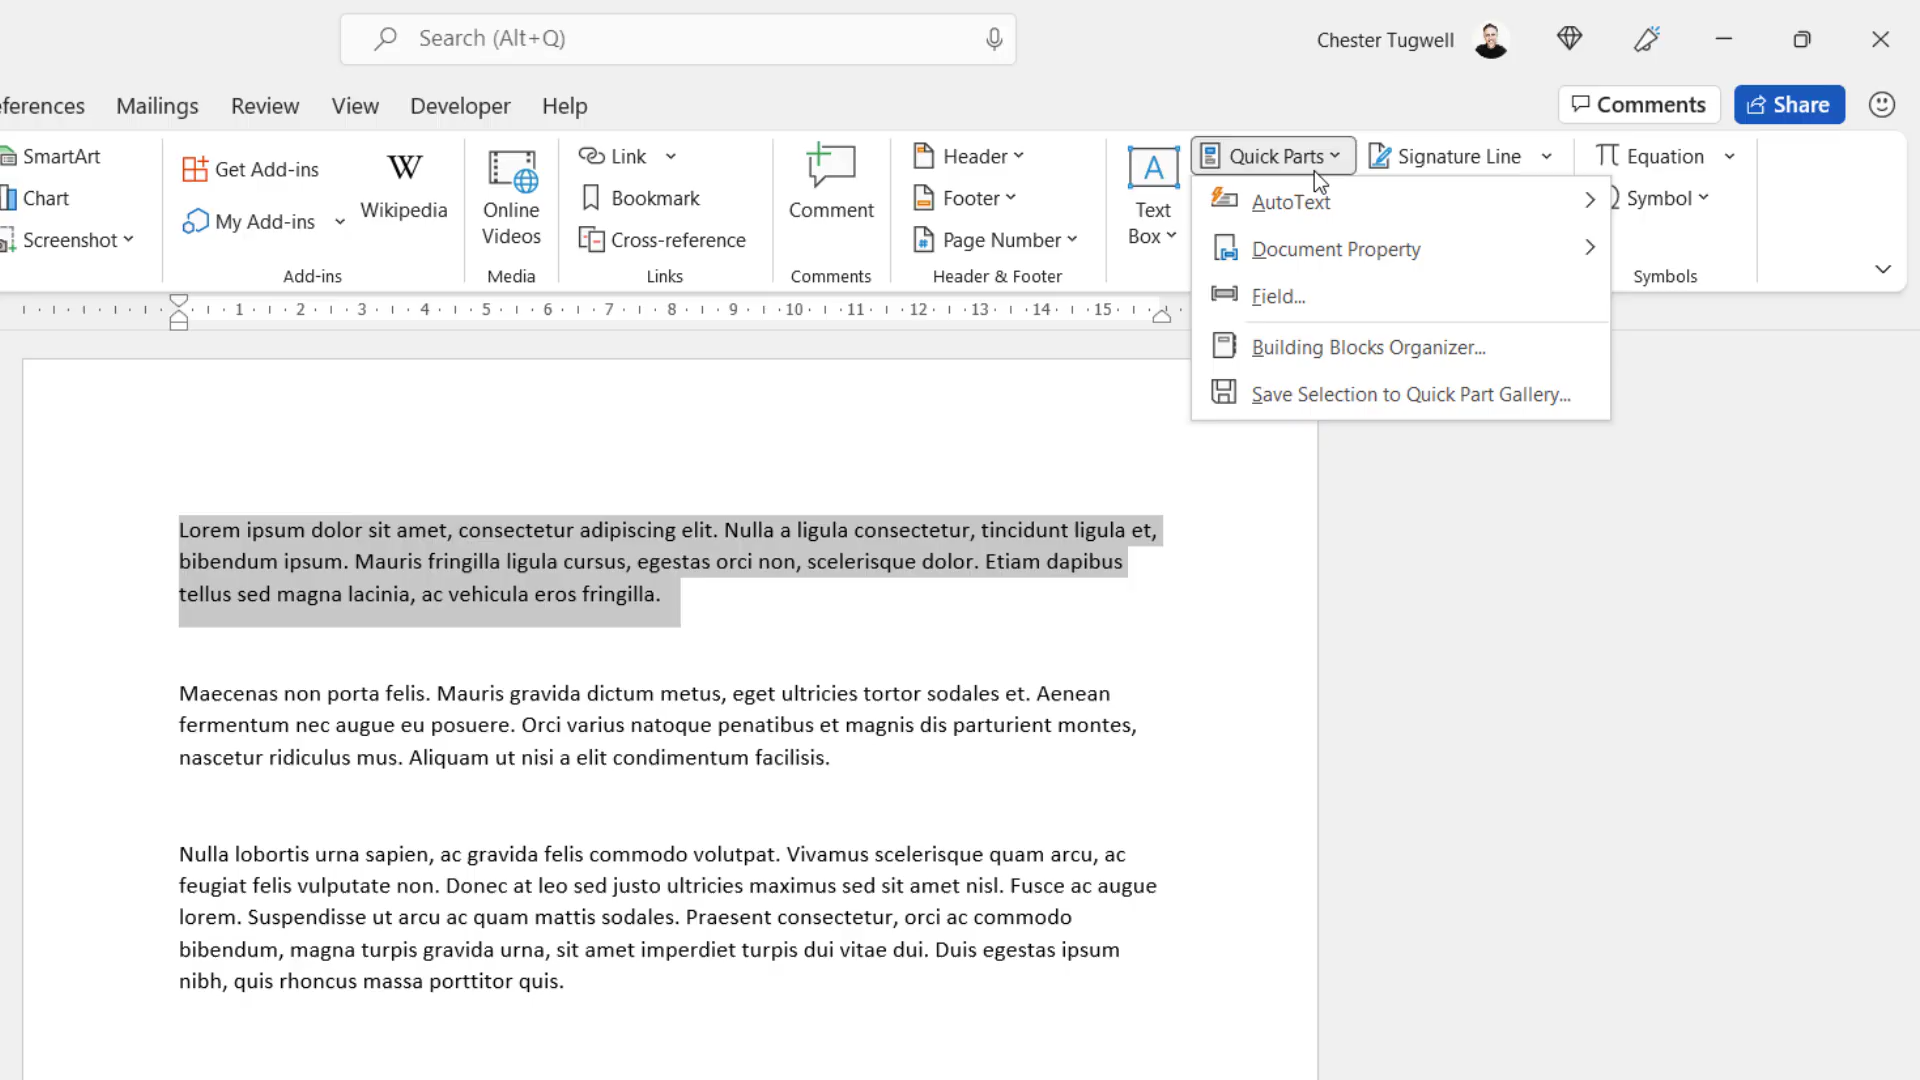 Search (Alt+Q)
Chester Tugwell
eferences Mailings Review View Developer Help
Comments Share
SmartArt
Chart
Screenshot
Get Add-ins
My Add-ins
W
Wikipedia
Add-ins
Online
Videos
Media
Link
Bookmark
Cross-reference
Links
Comment
Comments
Header
Footer
Page Number
Header & Footer
A
Text
Box
Quick Parts
Signature Line
π Equation
Symbol
Symbols
AutoText
Document Property
Field...
Building Blocks Organizer...
Save Selection to Quick Part Gallery...
1 2 3 4 5 6 7 8 9 10 11 12 13 14 15
Lorem ipsum dolor sit amet, consectetur adipiscing elit. Nulla a ligula consectetur, tincidunt ligula et,
bibendum ipsum. Mauris fringilla ligula cursus, egestas orci non, scelerisque dolor. Etiam dapibus
tellus sed magna lacinia, ac vehicula eros fringilla.
Maecenas non porta felis. Mauris gravida dictum metus, eget ultricies tortor sodales et. Aenean
fermentum nec augue eu posuere. Orci varius natoque penatibus et magnis dis parturient montes,
nascetur ridiculus mus. Aliquam ut nisi a elit condimentum facilisis.
Nulla lobortis urna sapien, ac gravida felis commodo volutpat. Vivamus scelerisque quam arcu, ac
feugiat felis vulputate non. Donec at leo sed justo ultricies maximus sed sit amet nisl. Fusce ac augue
lorem. Suspendisse ut arcu ac quam mattis sodales. Praesent consectetur, orci ac commodo
bibendum, magna turpis gravida urna, sit amet imperdiet turpis dui vitae dui. Duis egestas ipsum
nibh, quis rhoncus massa porttitor quis.